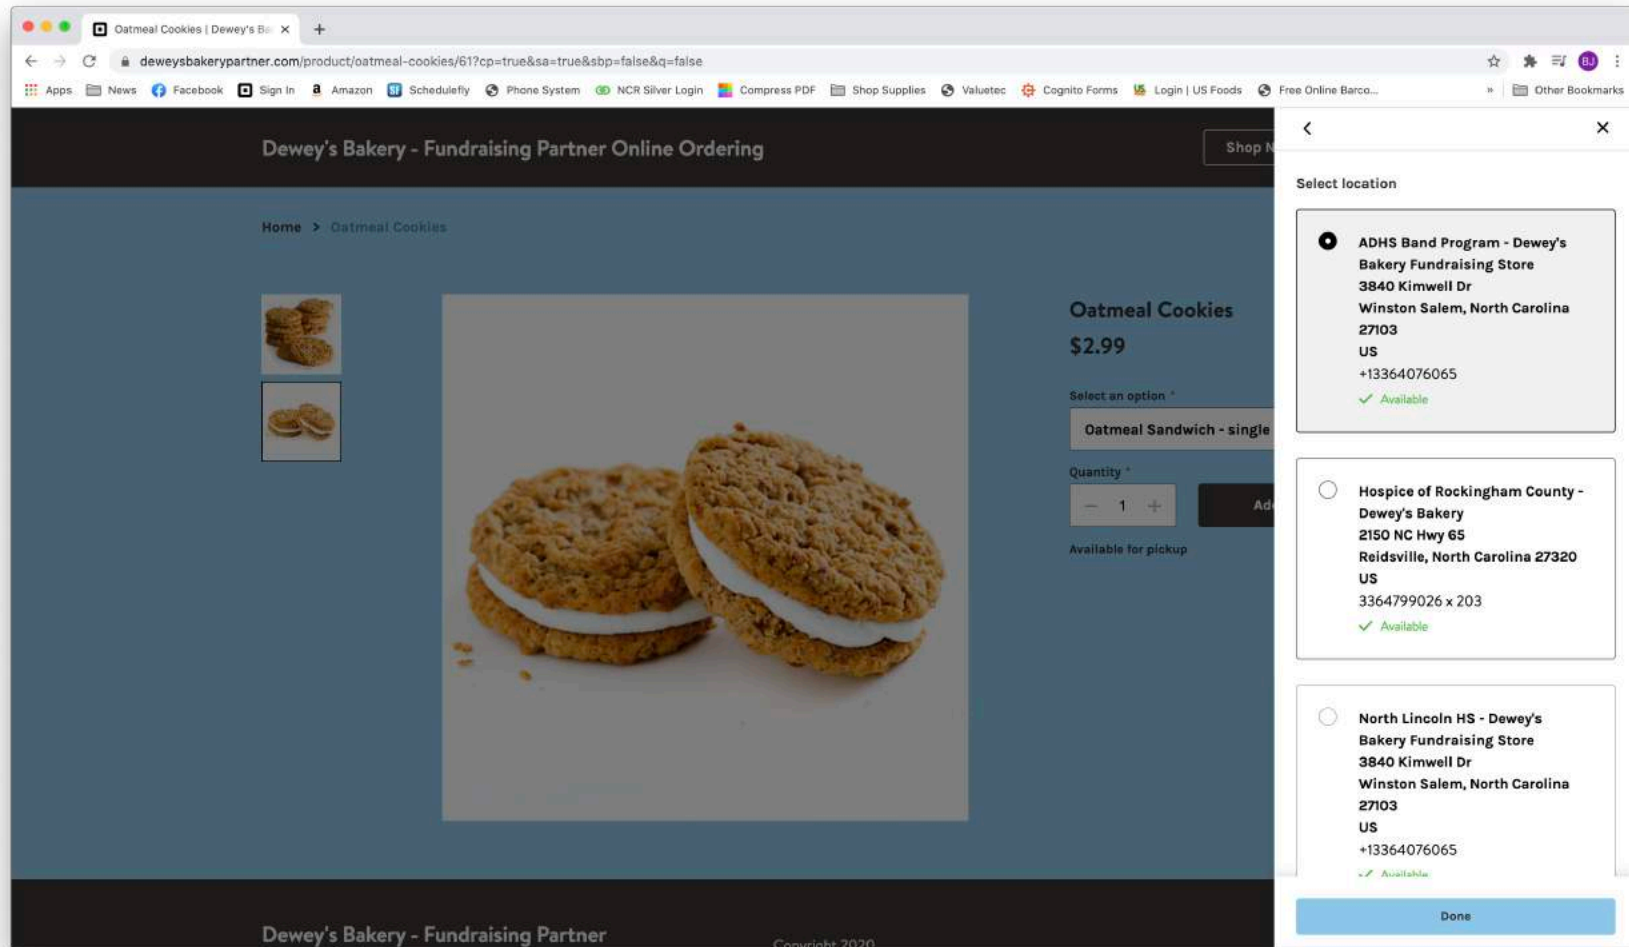 Oatmeal Cookies | Dewey's Ba
deweysbakerypartner.com/product/oatmeal-cookies/61?cp=true&sa=true&sbp=false&q=false
BJ
Apps News Facebook Sign In Amazon Schedulefly Phone System NCR Silver Login Compress PDF Shop Supplies Valuetec Cognito Forms Login | US Foods Free Online Barco... » Other Bookmarks
Dewey's Bakery - Fundraising Partner Online Ordering
Shop N
Home > Oatmeal Cookies
Oatmeal Cookies
$2.99
Select an option *
Oatmeal Sandwich - single
Quantity *
− 1 +
Ad
Available for pickup
Dewey's Bakery - Fundraising Partner
Copyright 2020
Select location
ADHS Band Program - Dewey's
Bakery Fundraising Store
3840 Kimwell Dr
Winston Salem, North Carolina
27103
US
+13364076065
Available
Hospice of Rockingham County -
Dewey's Bakery
2150 NC Hwy 65
Reidsville, North Carolina 27320
US
3364799026 x 203
Available
North Lincoln HS - Dewey's
Bakery Fundraising Store
3840 Kimwell Dr
Winston Salem, North Carolina
27103
US
+13364076065
Available
Done